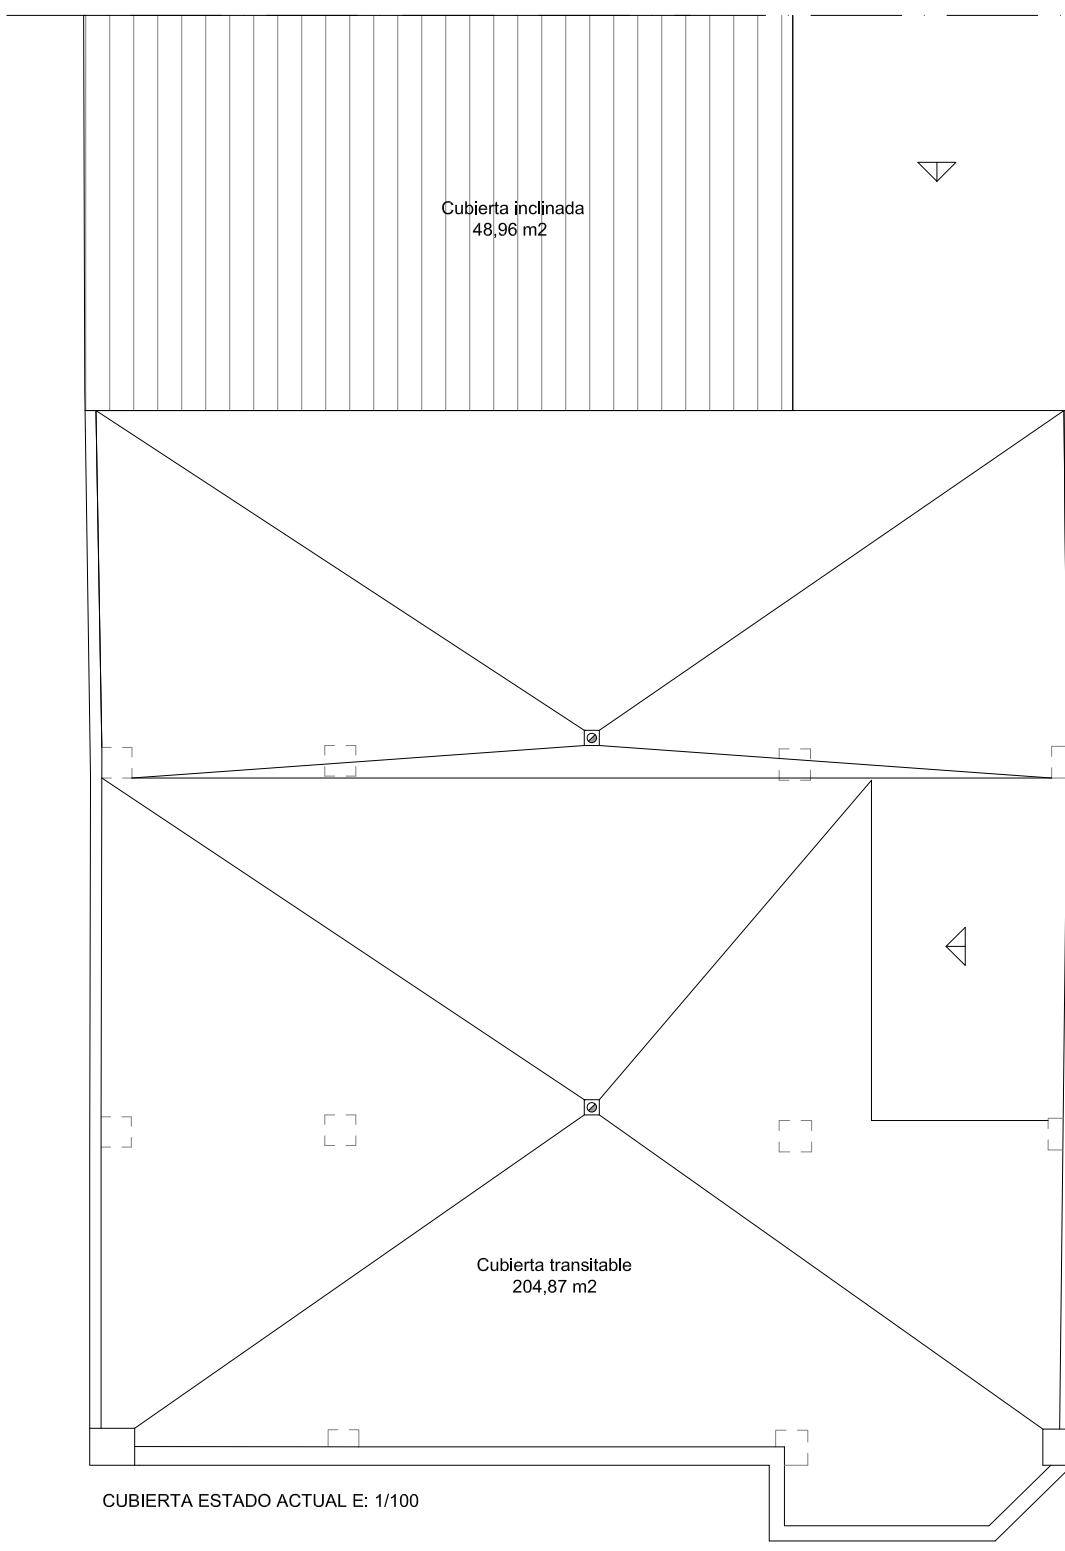 Cubierta inclinada
48,96 m2
Cubierta transitable
204,87 m2
CUBIERTA ESTADO ACTUAL E: 1/100